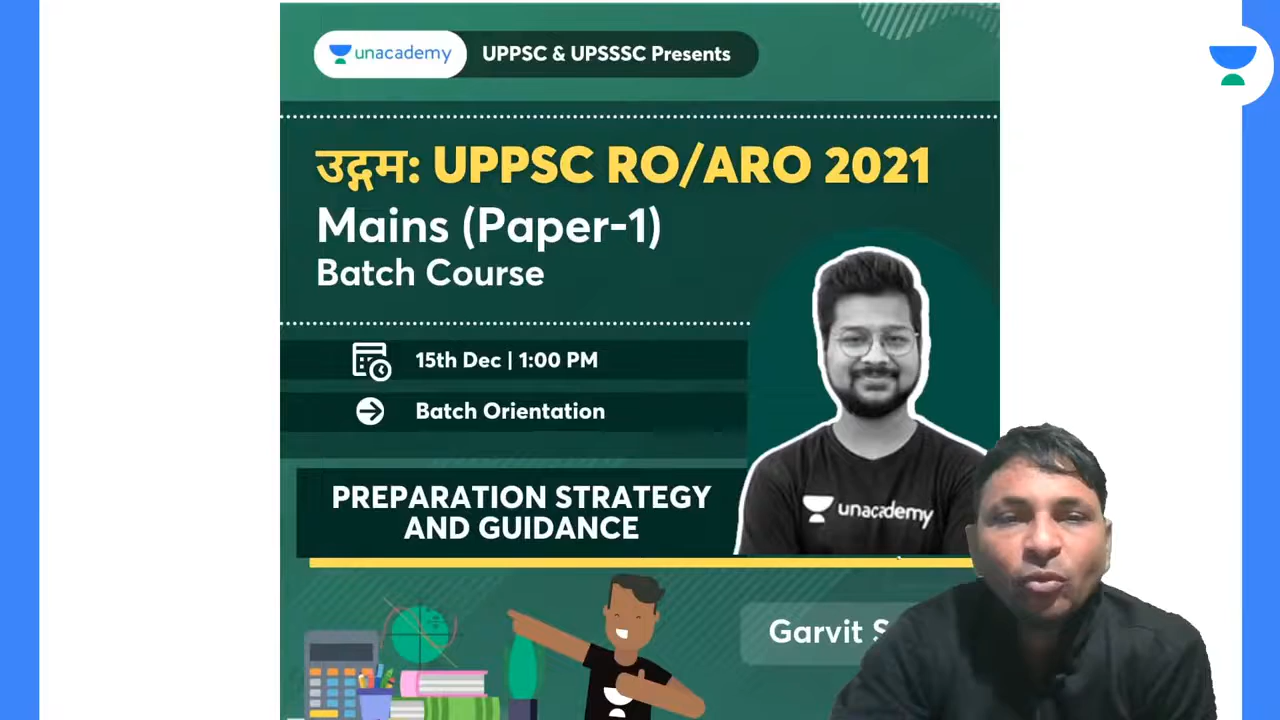 unacademy UPPSC & UPSSSC Presents
उद्गम: UPPSC RO/ARO 2021
Mains (Paper-1)
Batch Course
15th Dec | 1:00 PM
Batch Orientation
PREPARATION STRATEGY
AND GUIDANCE
unacademy
Garvit